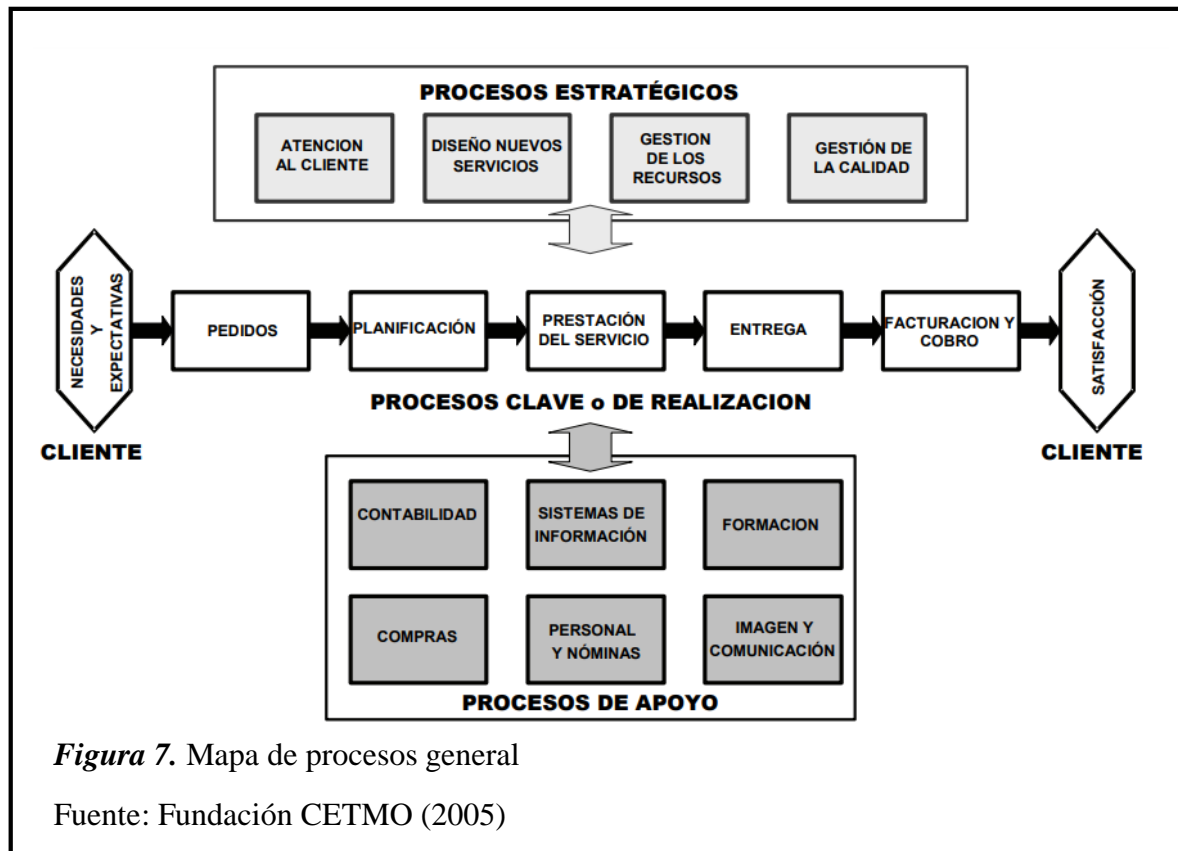 PROCESOS ESTRATÉGICOS
ATENCION
AL CLIENTE
DISEÑO NUEVOS
SERVICIOS
GESTION
DE LOS
RECURSOS
GESTIÓN DE
LA CALIDAD
NECESIDADES
Y
EXPECTATIVAS
CLIENTE
PEDIDOS
PLANIFICACIÓN
PRESTACIÓN
DEL SERVICIO
ENTREGA
FACTURACION Y
COBRO
SATISFACCIÓN
CLIENTE
PROCESOS CLAVE o DE REALIZACION
CONTABILIDAD
SISTEMAS DE
INFORMACIÓN
FORMACION
COMPRAS
PERSONAL
Y NÓMINAS
IMAGEN Y
COMUNICACIÓN
PROCESOS DE APOYO
Figura 7. Mapa de procesos general
Fuente: Fundación CETMO (2005)